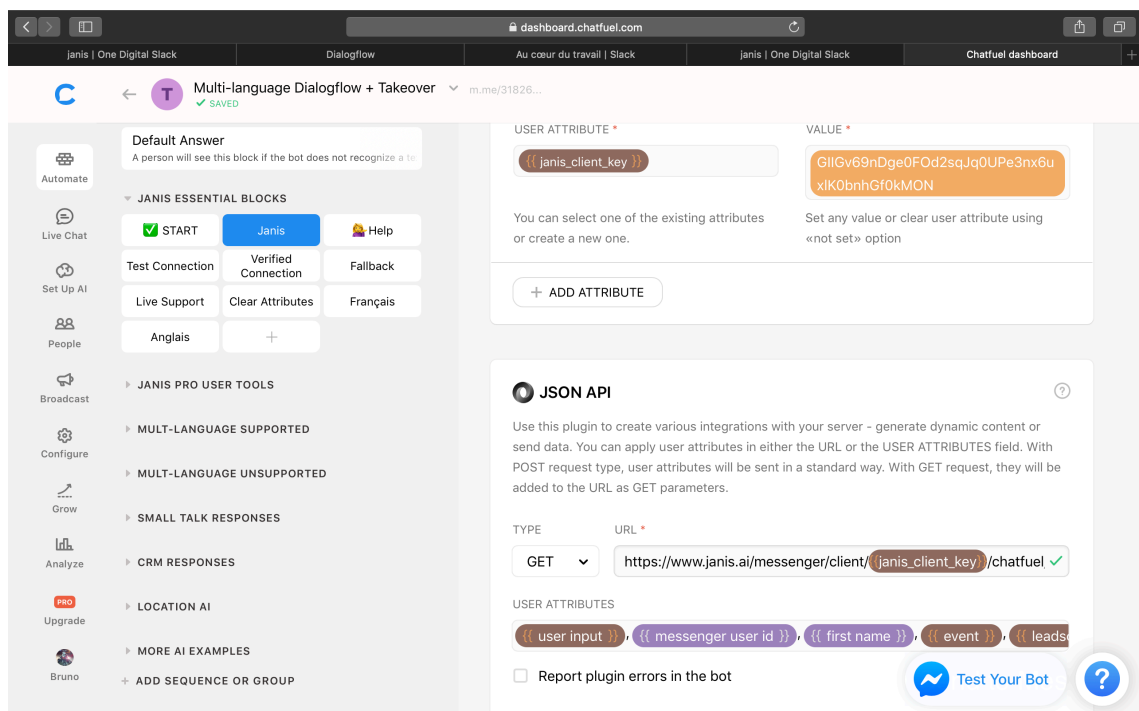 dashboard.chatfuel.com
janis | One Digital Slack
Dialogflow
Au cœur du travail | Slack
janis | One Digital Slack
Chatfuel dashboard
T
Multi-language Dialogflow + Takeover
m.me/31826...
SAVED
Automate
Live Chat
Set Up AI
People
Broadcast
Configure
Grow
Analyze
PRO
Upgrade
Bruno
Default Answer
A person will see this block if the bot does not recognize a te
JANIS ESSENTIAL BLOCKS
START
Janis
Help
Test Connection
Verified
Connection
Fallback
Live Support
Clear Attributes
Français
Anglais
JANIS PRO USER TOOLS
MULT-LANGUAGE SUPPORTED
MULT-LANGUAGE UNSUPPORTED
SMALL TALK RESPONSES
CRM RESPONSES
LOCATION AI
MORE AI EXAMPLES
+ ADD SEQUENCE OR GROUP
USER ATTRIBUTE *
{{ janis_client_key }}
You can select one of the existing attributes
or create a new one.
VALUE *
GIlGv69nDge0FOd2sqJq0UPe3nx6u
xlK0bnhGf0kMON
Set any value or clear user attribute using
«not set» option
+ ADD ATTRIBUTE
JSON API
?
Use this plugin to create various integrations with your server - generate dynamic content or
send data. You can apply user attributes in either the URL or the USER ATTRIBUTES field. With
POST request type, user attributes will be sent in a standard way. With GET request, they will be
added to the URL as GET parameters.
TYPE
URL *
GET
https://www.janis.ai/messenger/client/{{janis_client_key}}/chatfuel
USER ATTRIBUTES
{{ user input }}, {{ messenger user id }}, {{ first name }}, {{ event }}, {{ leadsc
Report plugin errors in the bot
Test Your Bot
?